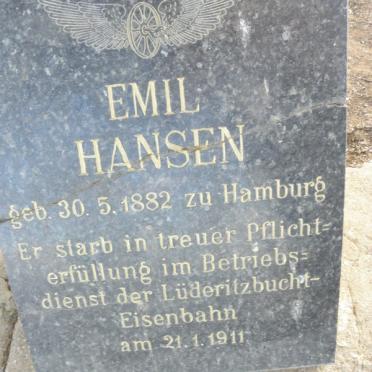 EMIL
HANSEN
geb. 30. 5. 1882 zu Hamburg
Er starb in treuer Pflicht=
erfüllung im Betriebs=
dienst der Lüderitzbucht-
Eisenbahn
am 21. 1. 1911